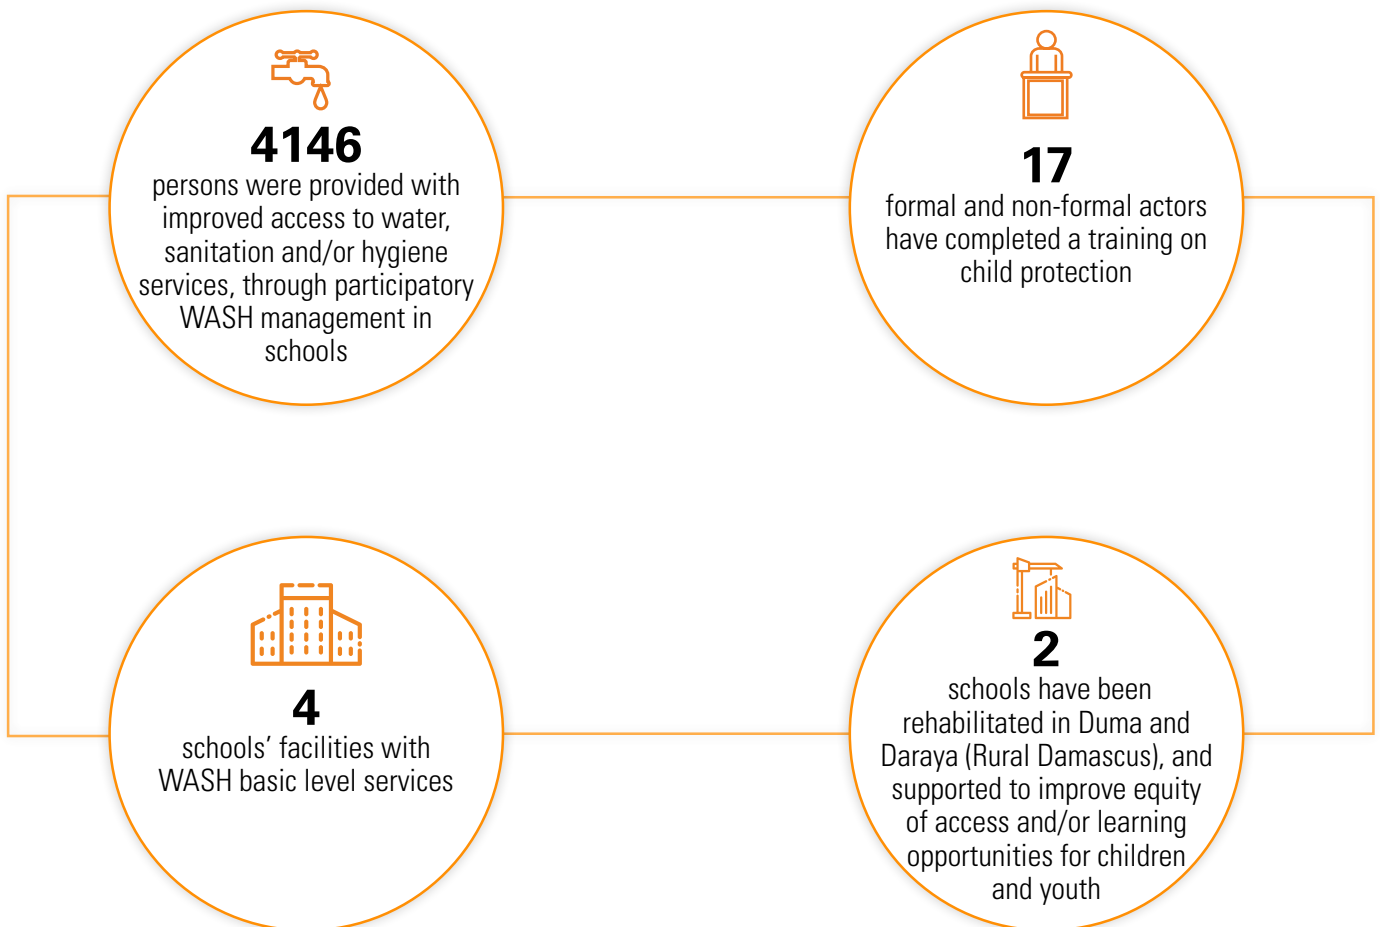 4146
persons were provided with
improved access to water,
sanitation and/or hygiene
services, through participatory
WASH management in
schools
17
formal and non-formal actors
have completed a training on
child protection
4
schools’ facilities with
WASH basic level services
2
schools have been
rehabilitated in Duma and
Daraya (Rural Damascus), and
supported to improve equity
of access and/or learning
opportunities for children
and youth